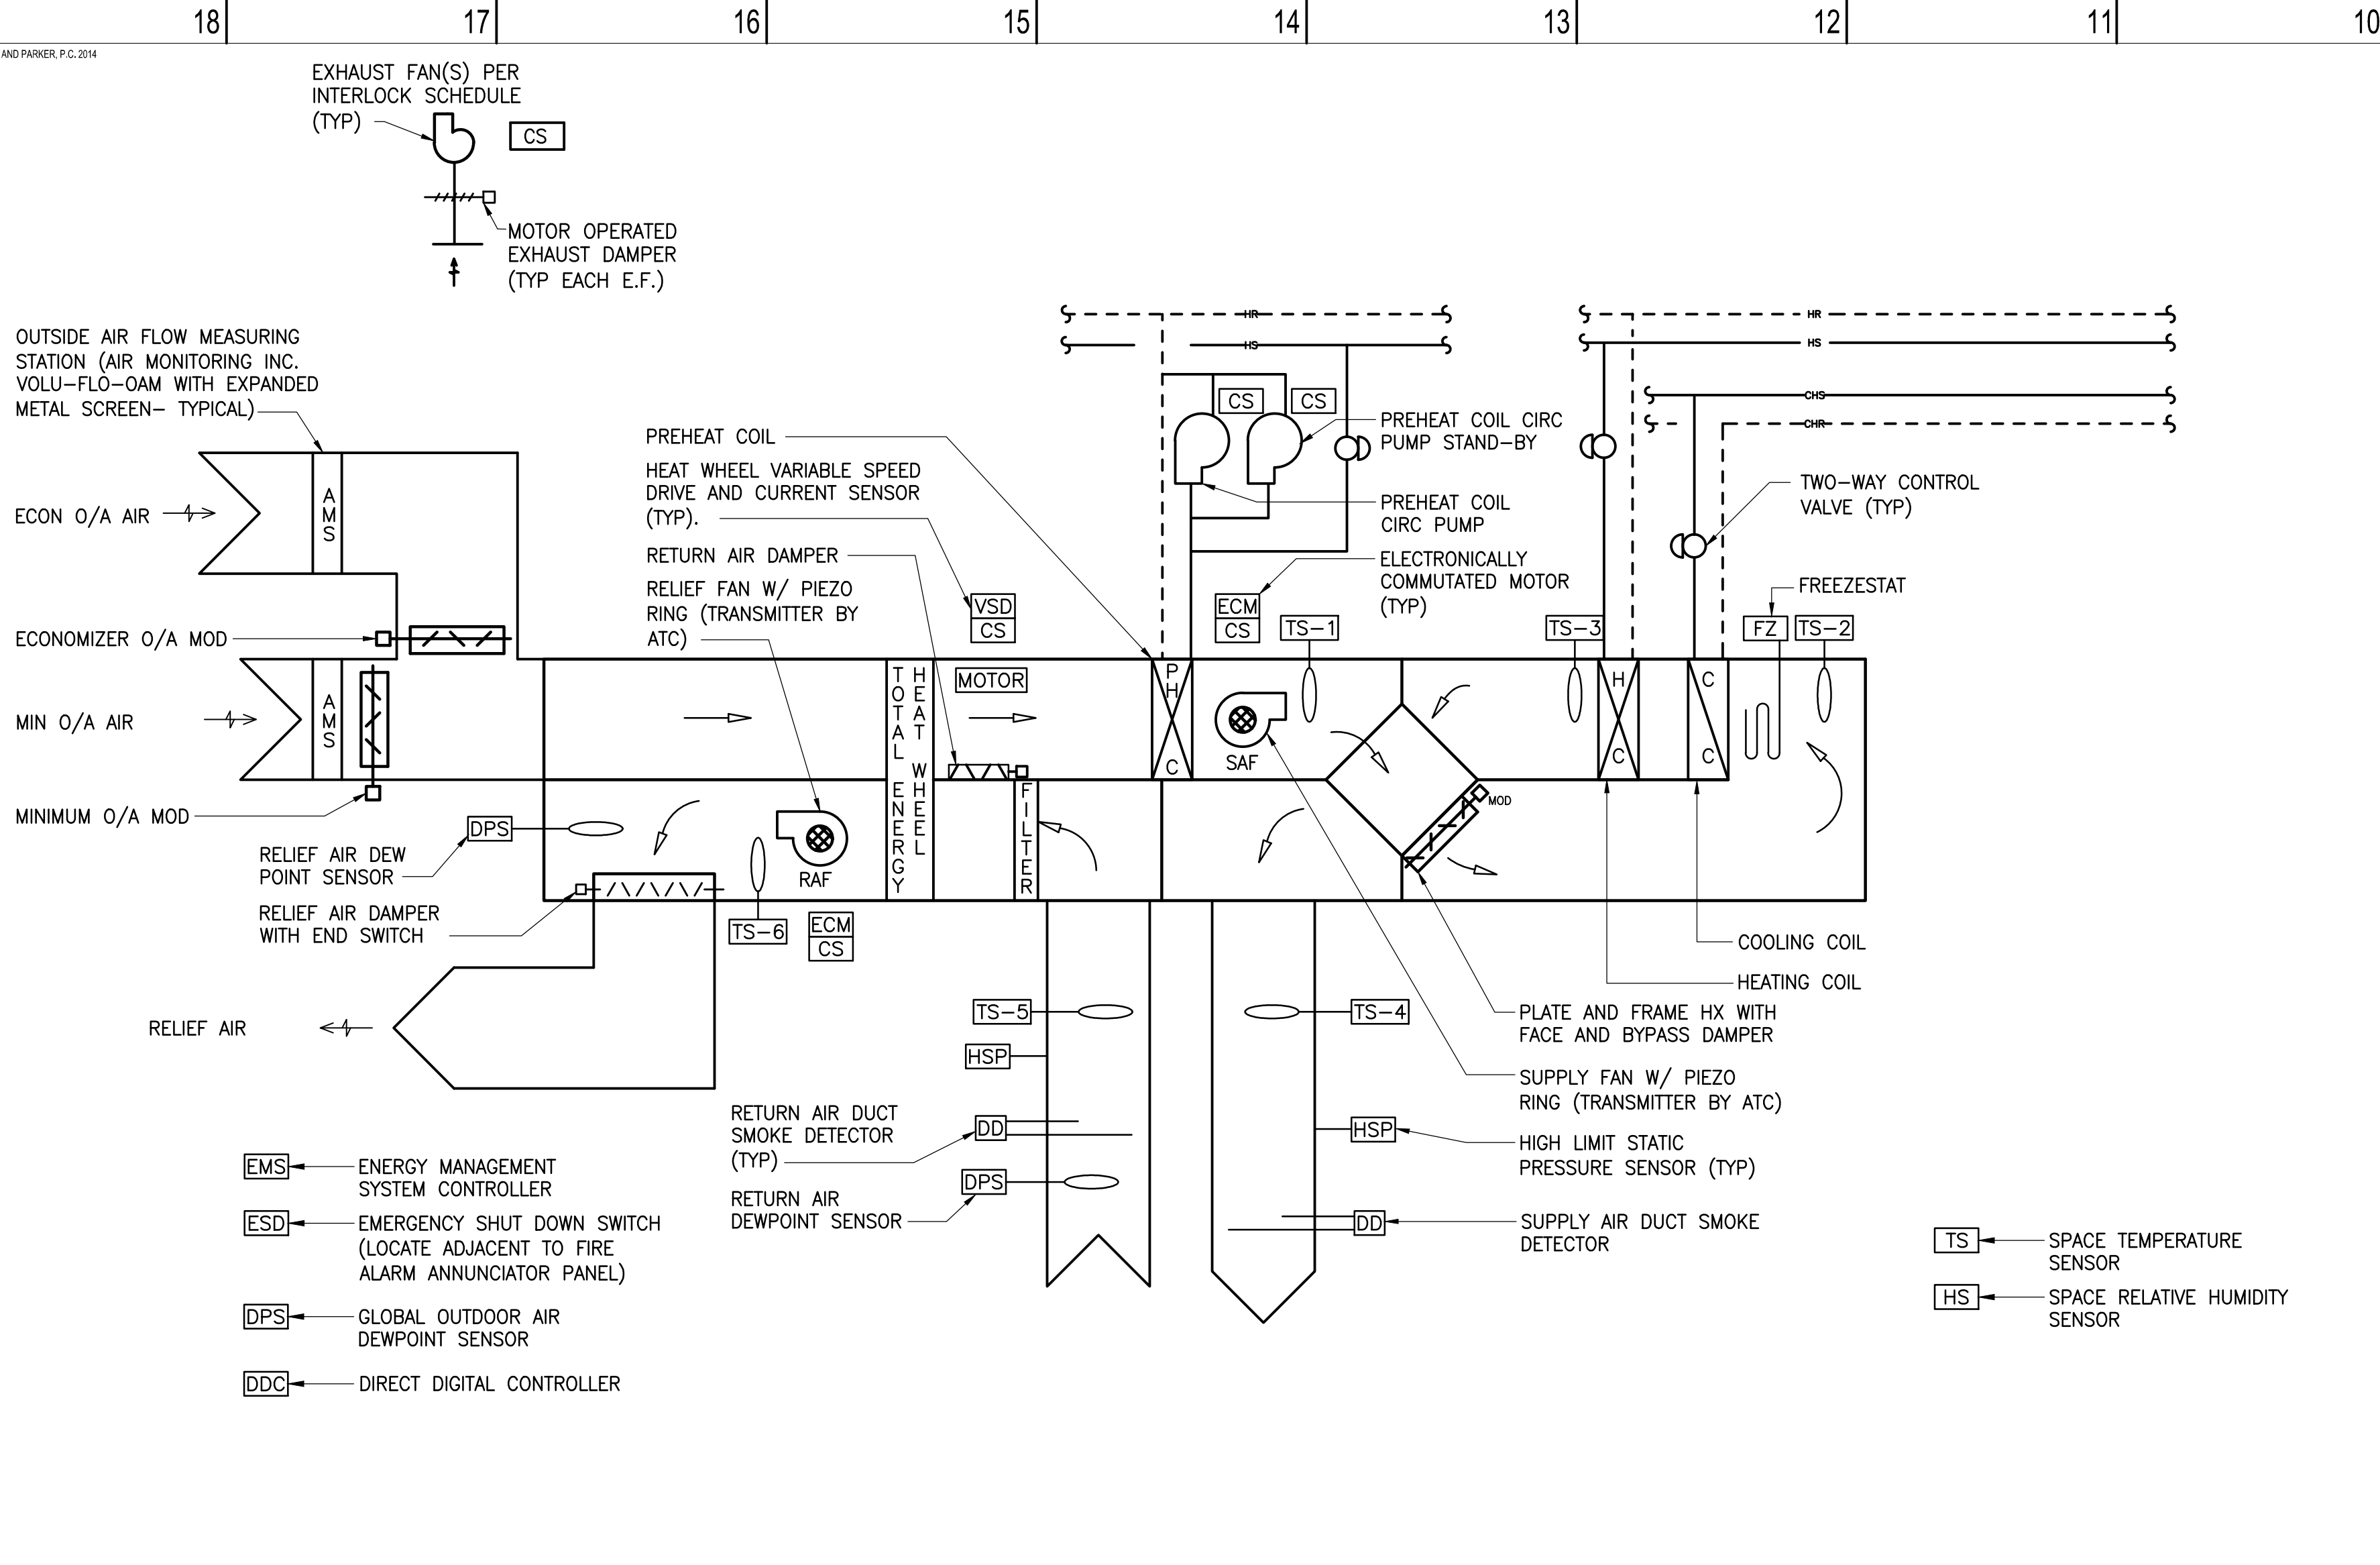 18
17
16
15
14
13
12
11
10
AND PARKER, P.C. 2014
EXHAUST FAN(S) PER
INTERLOCK SCHEDULE
(TYP)
CS
MOTOR OPERATED
EXHAUST DAMPER
(TYP EACH E.F.)
OUTSIDE AIR FLOW MEASURING
STATION (AIR MONITORING INC.
VOLU-FLO-OAM WITH EXPANDED
METAL SCREEN- TYPICAL)
HR
HS
HR
HS
CHS
CHR
CS
CS
PREHEAT COIL CIRC
PUMP STAND-BY
PREHEAT COIL
HEAT WHEEL VARIABLE SPEED
DRIVE AND CURRENT SENSOR
(TYP).
RETURN AIR DAMPER
RELIEF FAN W/ PIEZO
RING (TRANSMITTER BY
ATC)
PREHEAT COIL
CIRC PUMP
ELECTRONICALLY
COMMUTATED MOTOR
(TYP)
TWO-WAY CONTROL
VALVE (TYP)
FREEZESTAT
ECON O/A AIR
AMS
ECONOMIZER O/A MOD
MIN O/A AIR
AMS
MINIMUM O/A MOD
VSD
CS
ECM
CS
TS-1
TS-3
FZ
TS-2
TOTAL ENERGY
HEAT WHEEL
MOTOR
PH C
SAF
H C
C C
MOD
FILTER
DPS
RAF
RELIEF AIR DEW
POINT SENSOR
RELIEF AIR DAMPER
WITH END SWITCH
TS-6
ECM
CS
RELIEF AIR
COOLING COIL
HEATING COIL
PLATE AND FRAME HX WITH
FACE AND BYPASS DAMPER
TS-5
TS-4
HSP
SUPPLY FAN W/ PIEZO
RING (TRANSMITTER BY ATC)
RETURN AIR DUCT
SMOKE DETECTOR
(TYP)
DD
HSP
HIGH LIMIT STATIC
PRESSURE SENSOR (TYP)
DPS
RETURN AIR
DEWPOINT SENSOR
DD
SUPPLY AIR DUCT SMOKE
DETECTOR
EMS
ENERGY MANAGEMENT
SYSTEM CONTROLLER
ESD
EMERGENCY SHUT DOWN SWITCH
(LOCATE ADJACENT TO FIRE
ALARM ANNUNCIATOR PANEL)
DPS
GLOBAL OUTDOOR AIR
DEWPOINT SENSOR
DDC
DIRECT DIGITAL CONTROLLER
TS
SPACE TEMPERATURE
SENSOR
HS
SPACE RELATIVE HUMIDITY
SENSOR